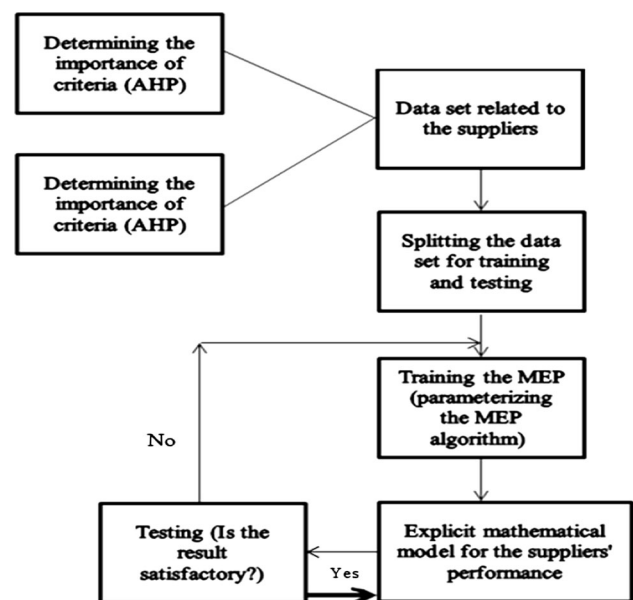 Determining the
importance of
criteria (AHP)
Data set related to
the suppliers
Determining the
importance of
criteria (AHP)
Splitting the data
set for training
and testing
Training the MEP
(parameterizing
the MEP
algorithm)
No
Testing (Is the
result
satisfactory?)
Yes
Explicit mathematical
model for the suppliers'
performance